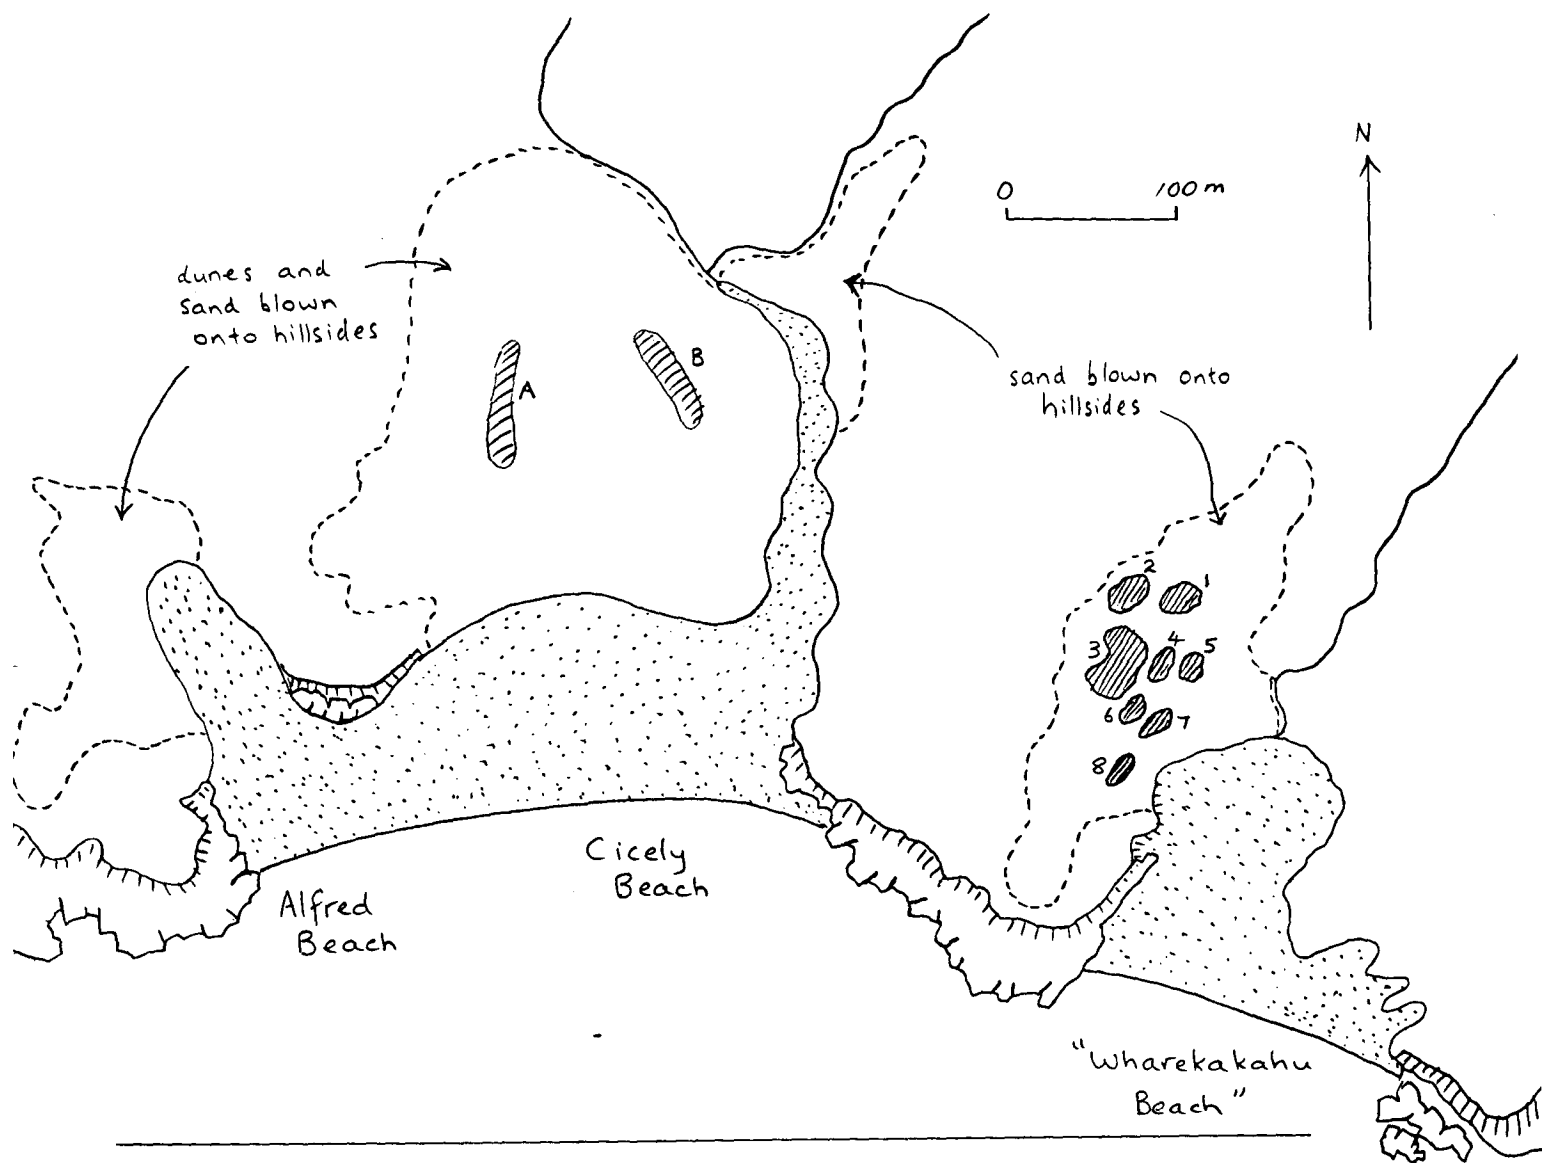 N
0 100 m
dunes and
sand blown
onto hillsides
A
B
sand blown onto
hillsides
2
1
3
4
5
6
7
8
Cicely
Beach
Alfred
Beach
"Wharekakahu
Beach"